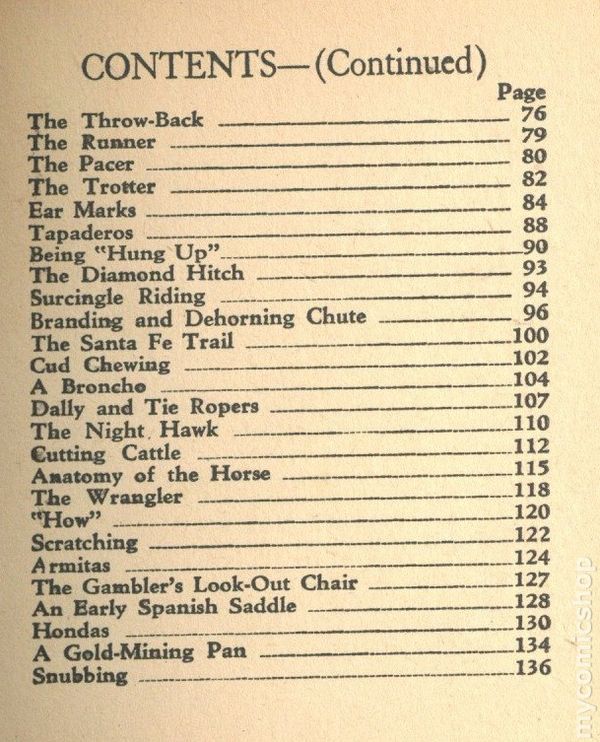 CONTENTS—(Continued)
Page
The Throw-Back 76
The Runner 79
The Pacer 80
The Trotter 82
Ear Marks 84
Tapaderos 88
Being "Hung Up" 90
The Diamond Hitch 93
Surcingle Riding 94
Branding and Dehorning Chute 96
The Santa Fe Trail 100
Cud Chewing 102
A Broncho 104
Dally and Tie Ropers 107
The Night Hawk 110
Cutting Cattle 112
Anatomy of the Horse 115
The Wrangler 118
"How" 120
Scratching 122
Armitas 124
The Gambler's Look-Out Chair 127
An Early Spanish Saddle 128
Hondas 130
A Gold-Mining Pan 134
Snubbing 136
mycomicshop